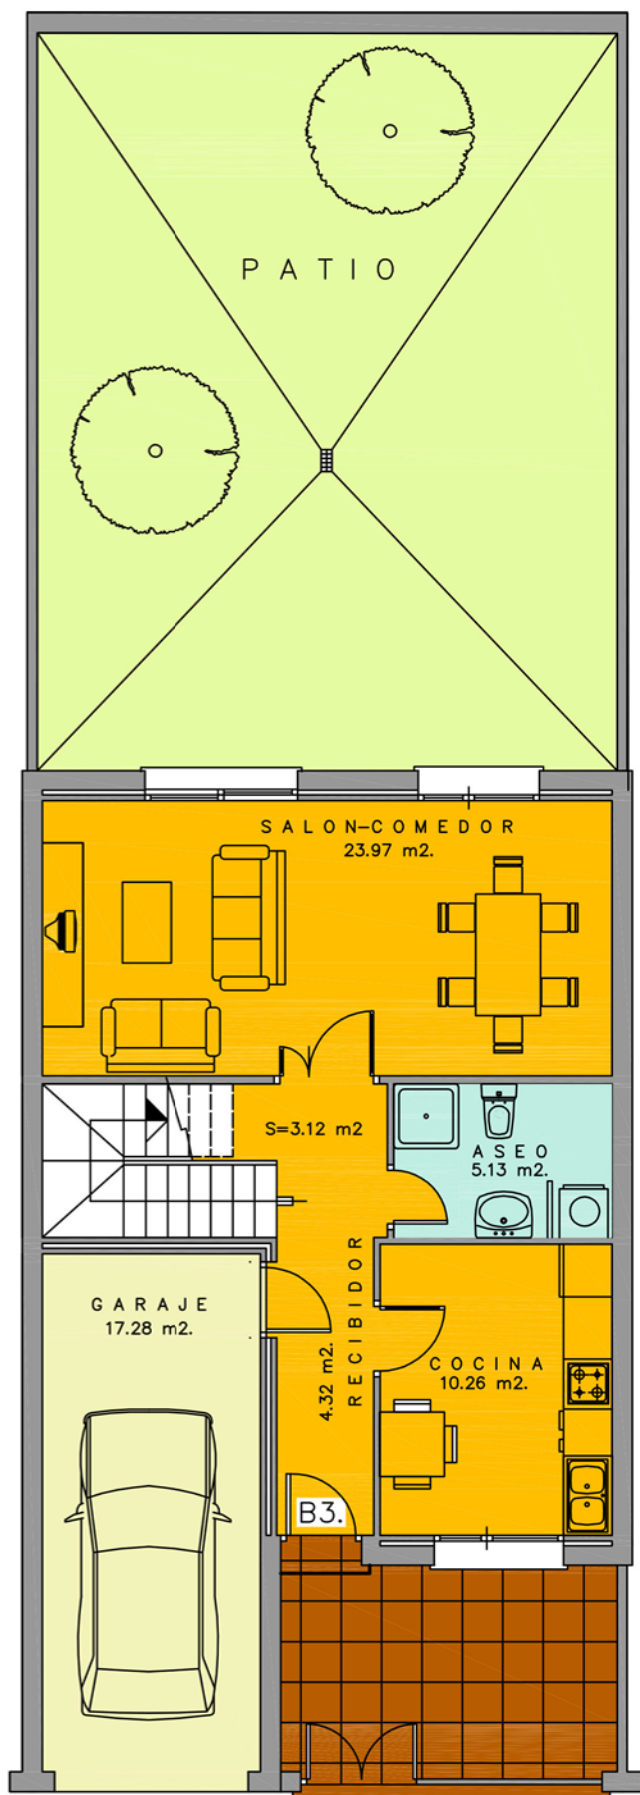 PATIO
SALON-COMEDOR
23.97 m2.
S=3.12 m2
ASEO
5.13 m2.
GARAJE
17.28 m2.
RECIBIDOR
4.32 m2.
COCINA
10.26 m2.
B3.